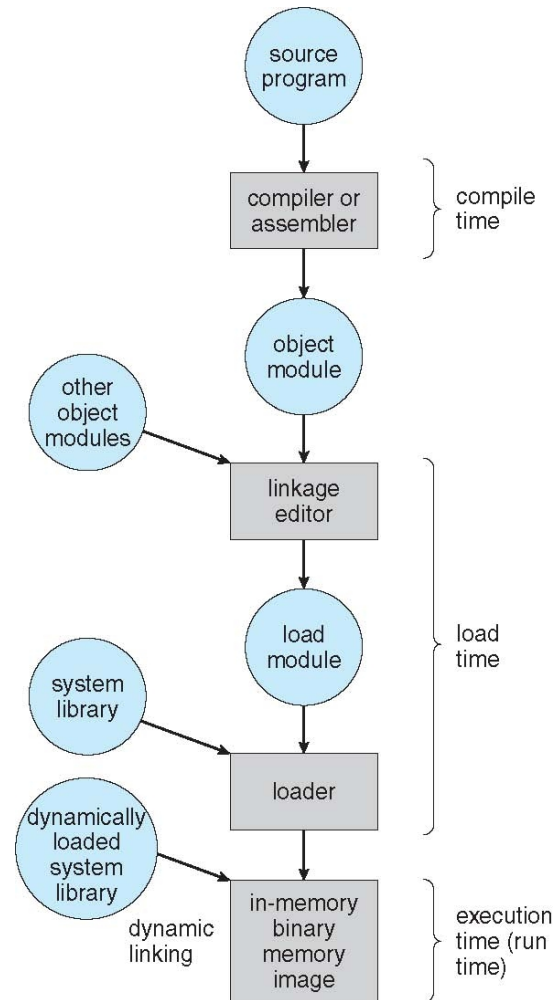 source
program
compiler or
assembler
compile
time
object
module
other
object
modules
linkage
editor
load
module
load
time
system
library
loader
dynamically
loaded
system
library
dynamic
linking
in-memory
binary
memory
image
execution
time (run
time)